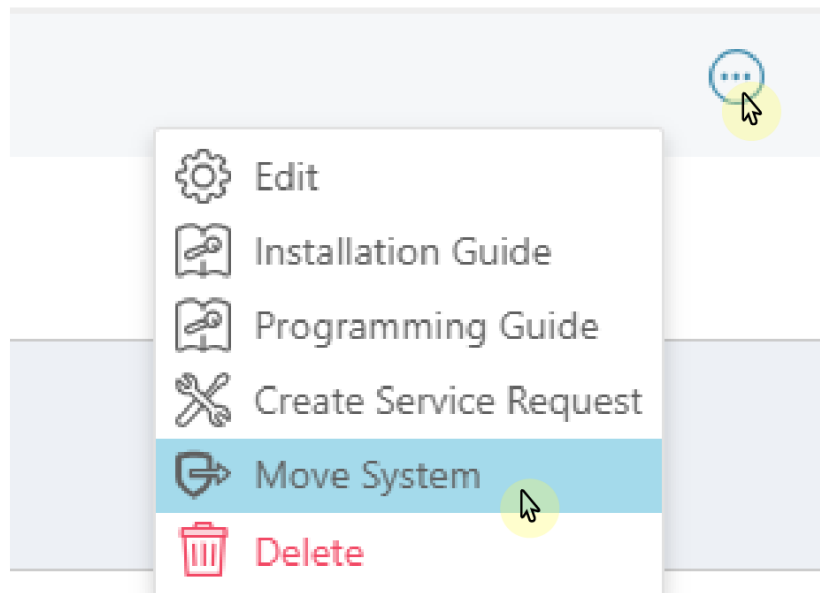 Edit
Installation Guide
Programming Guide
Create Service Request
Move System
Delete